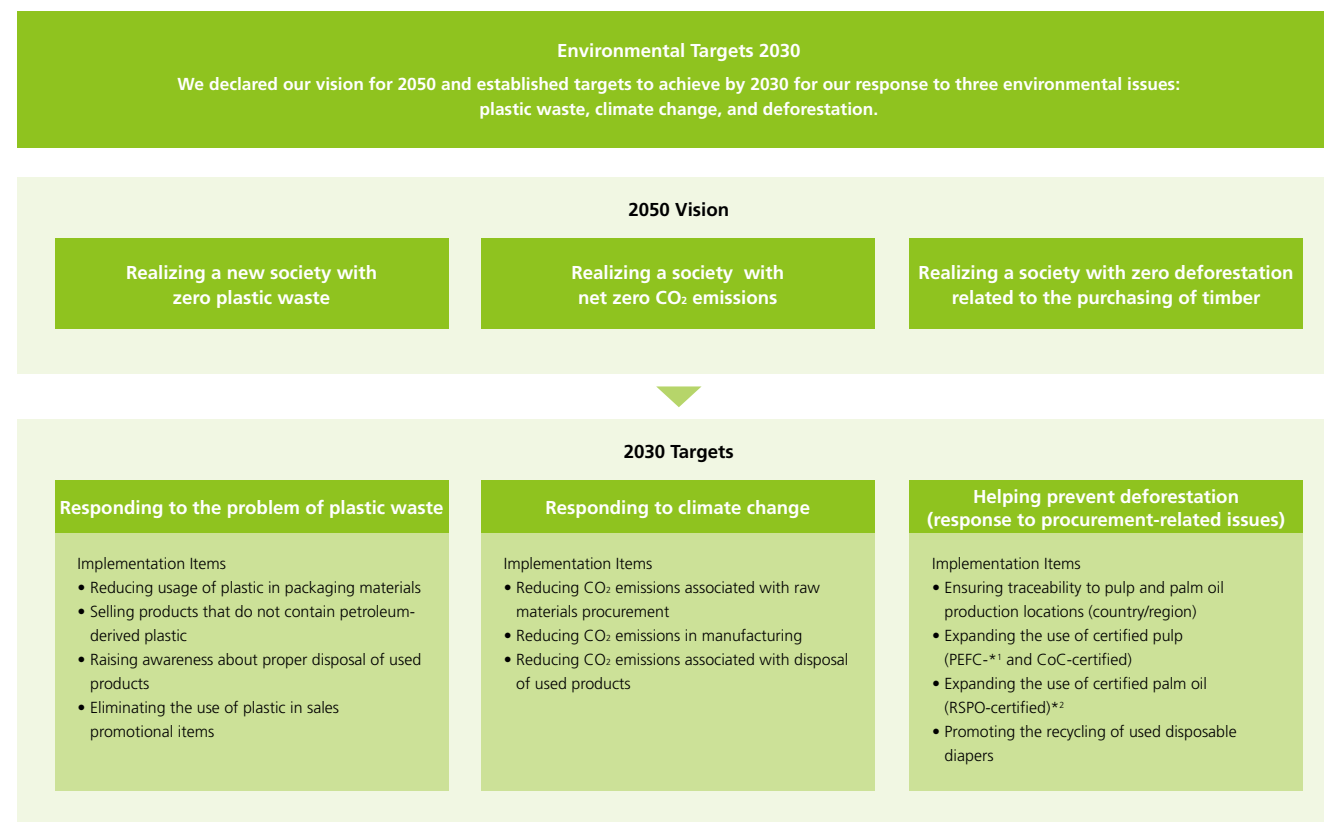 Environmental Targets 2030
We declared our vision for 2050 and established targets to achieve by 2030 for our response to three environmental issues:
plastic waste, climate change, and deforestation.
2050 Vision
Realizing a new society with
zero plastic waste
Realizing a society with
net zero CO₂ emissions
Realizing a society with zero deforestation
related to the purchasing of timber
2030 Targets
Responding to the problem of plastic waste
Implementation Items
• Reducing usage of plastic in packaging materials
• Selling products that do not contain petroleum-
derived plastic
• Raising awareness about proper disposal of used
products
• Eliminating the use of plastic in sales
promotional items
Responding to climate change
Implementation Items
• Reducing CO₂ emissions associated with raw
materials procurement
• Reducing CO₂ emissions in manufacturing
• Reducing CO₂ emissions associated with disposal
of used products
Helping prevent deforestation
(response to procurement-related issues)
Implementation Items
• Ensuring traceability to pulp and palm oil
production locations (country/region)
• Expanding the use of certified pulp
(PEFC-*¹ and CoC-certified)
• Expanding the use of certified palm oil
(RSPO-certified)*²
• Promoting the recycling of used disposable
diapers